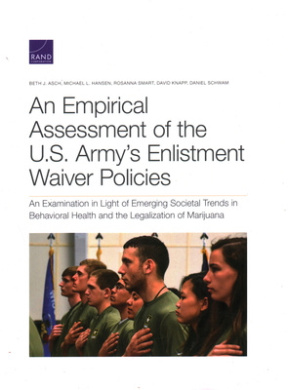 RAND
CORPORATION
BETH J. ASCH, MICHAEL L. HANSEN, ROSANNA SMART, DAVID KNAPP, DANIEL SCHWAM
An Empirical
Assessment of the
U.S. Army's Enlistment
Waiver Policies
An Examination in Light of Emerging Societal Trends in
Behavioral Health and the Legalization of Marijuana